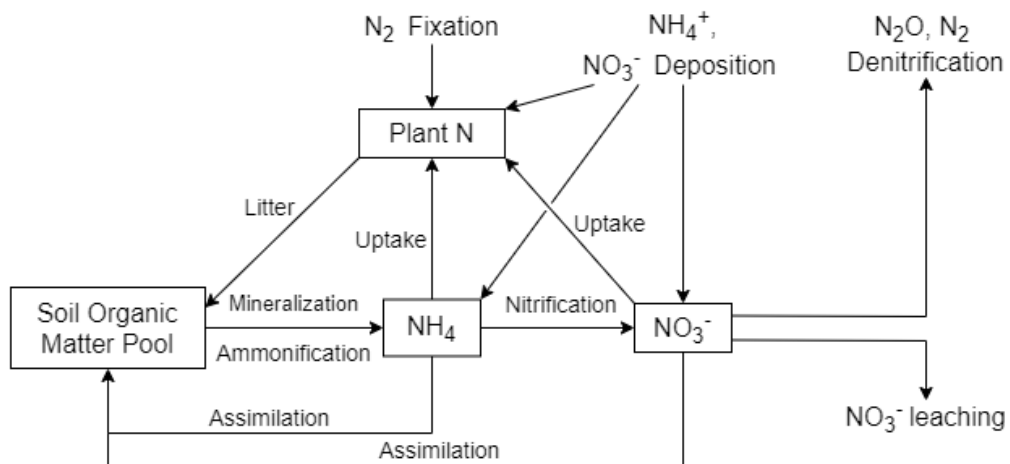 N₂ Fixation
NH₄⁺,
NO₃⁻ Deposition
N₂O, N₂
Denitrification
Plant N
Litter
Uptake
Uptake
Soil Organic
Matter Pool
Mineralization
Ammonification
NH₄
Nitrification
NO₃⁻
Assimilation
Assimilation
NO₃⁻ leaching